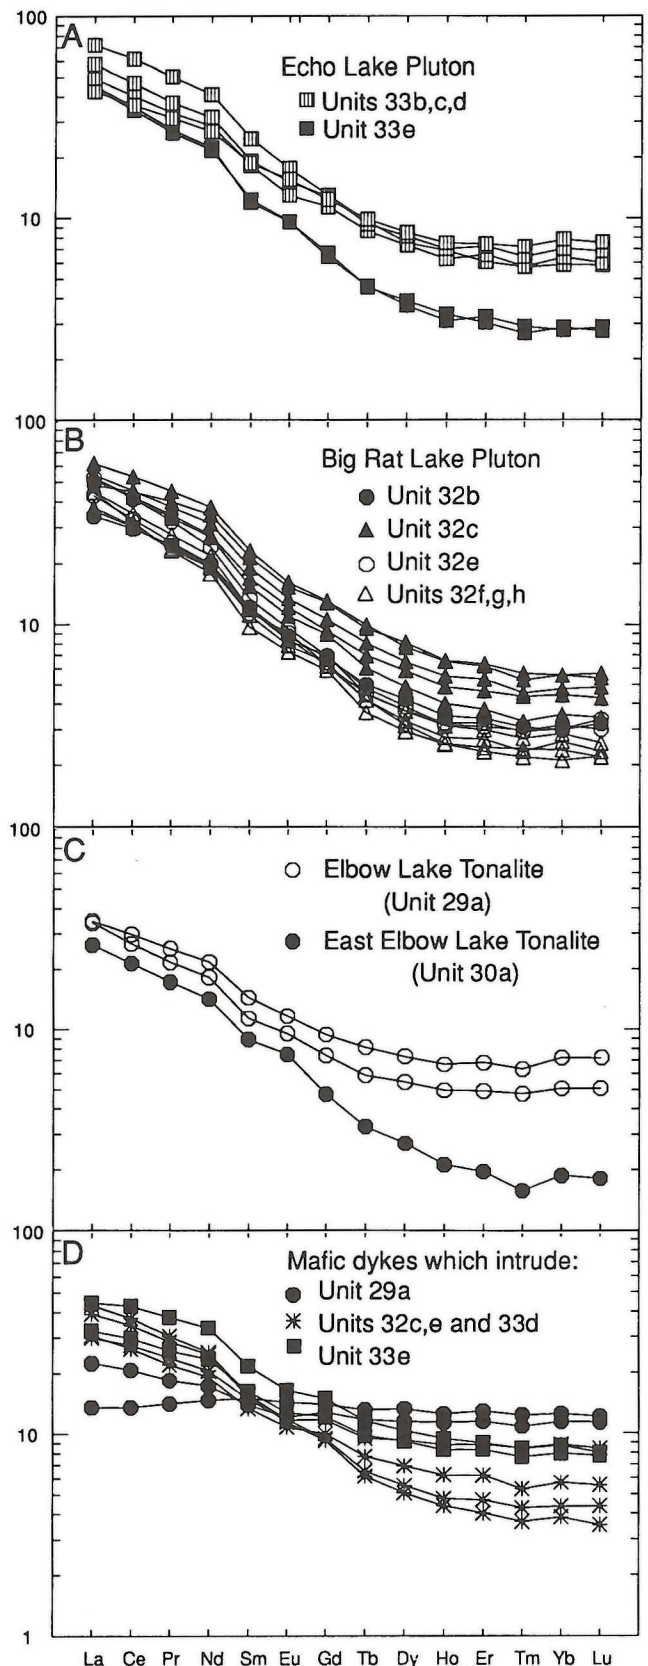 100
A
Echo Lake Pluton
Units 33b,c,d
Unit 33e
10
100
B
Big Rat Lake Pluton
Unit 32b
Unit 32c
Unit 32e
Units 32f,g,h
10
100
C
Elbow Lake Tonalite
(Unit 29a)
East Elbow Lake Tonalite
(Unit 30a)
10
100
D
Mafic dykes which intrude:
Unit 29a
Units 32c,e and 33d
Unit 33e
10
1
La Ce Pr Nd Sm Eu Gd Tb Dy Ho Er Tm Yb Lu